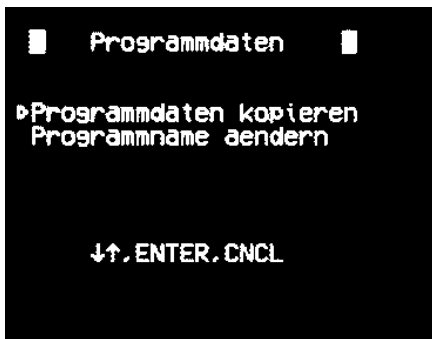 Programmdaten
▷Programmdaten kopieren
Programmname aendern
↓↑.ENTER.CNCL